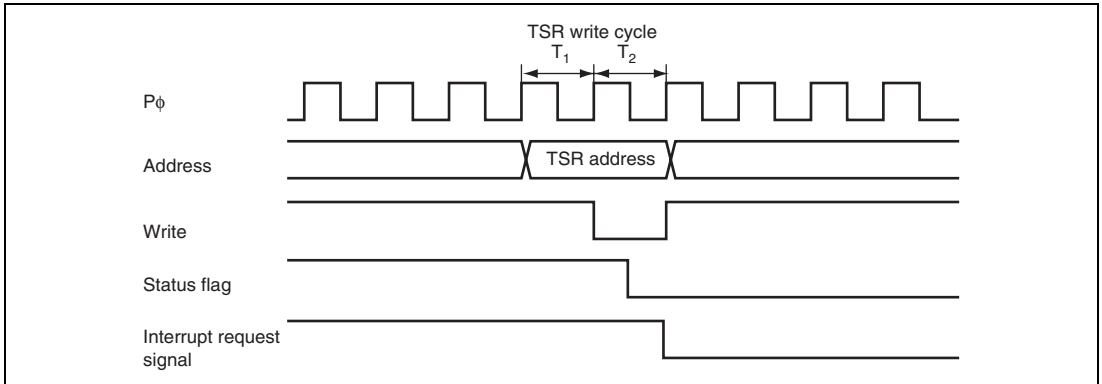 TSR write cycle
T1 T2
Pφ
Address
TSR address
Write
Status flag
Interrupt request
signal